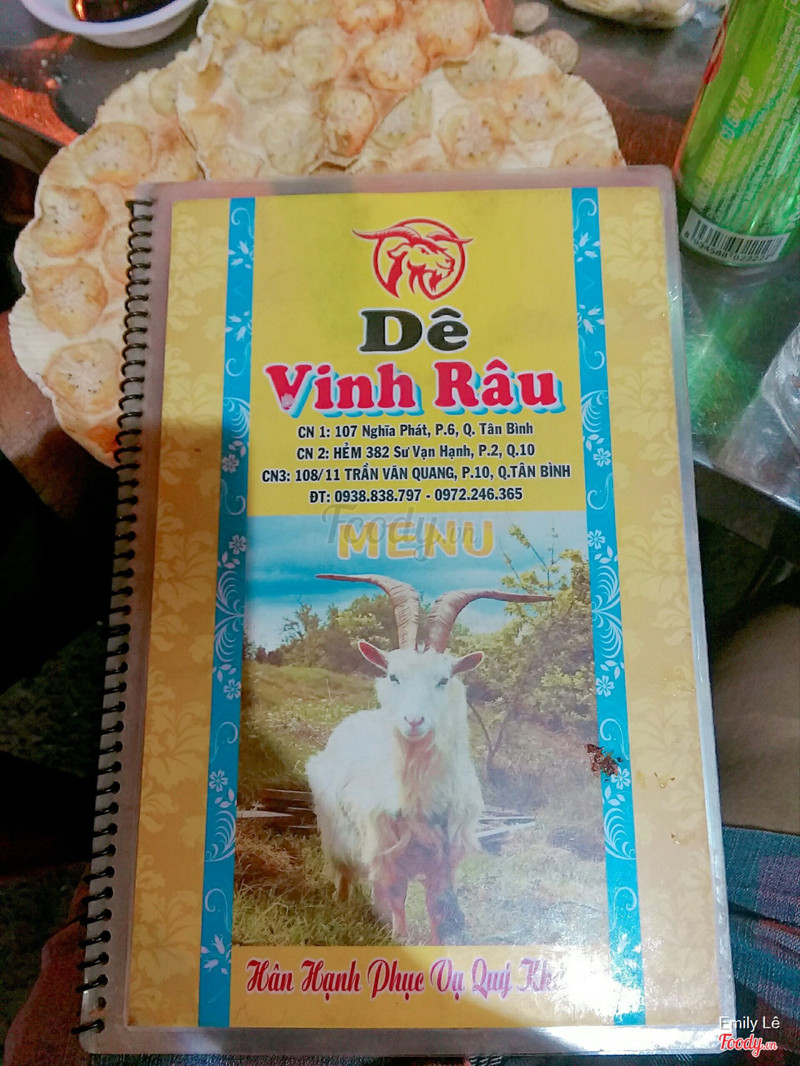 Dê
Vinh Râu
CN 1: 107 Nghĩa Phát, P.6, Q. Tân Bình
CN 2: HẺM 382 Sư Vạn Hạnh, P.2, Q.10
CN3: 108/11 TRẦN VĂN QUANG, P.10, Q.TÂN BÌNH
ĐT: 0938.838.797 - 0972.246.365
Foody.vn
MENU
Hân Hạnh Phục Vụ Quý
Emily Lê
Foody.vn